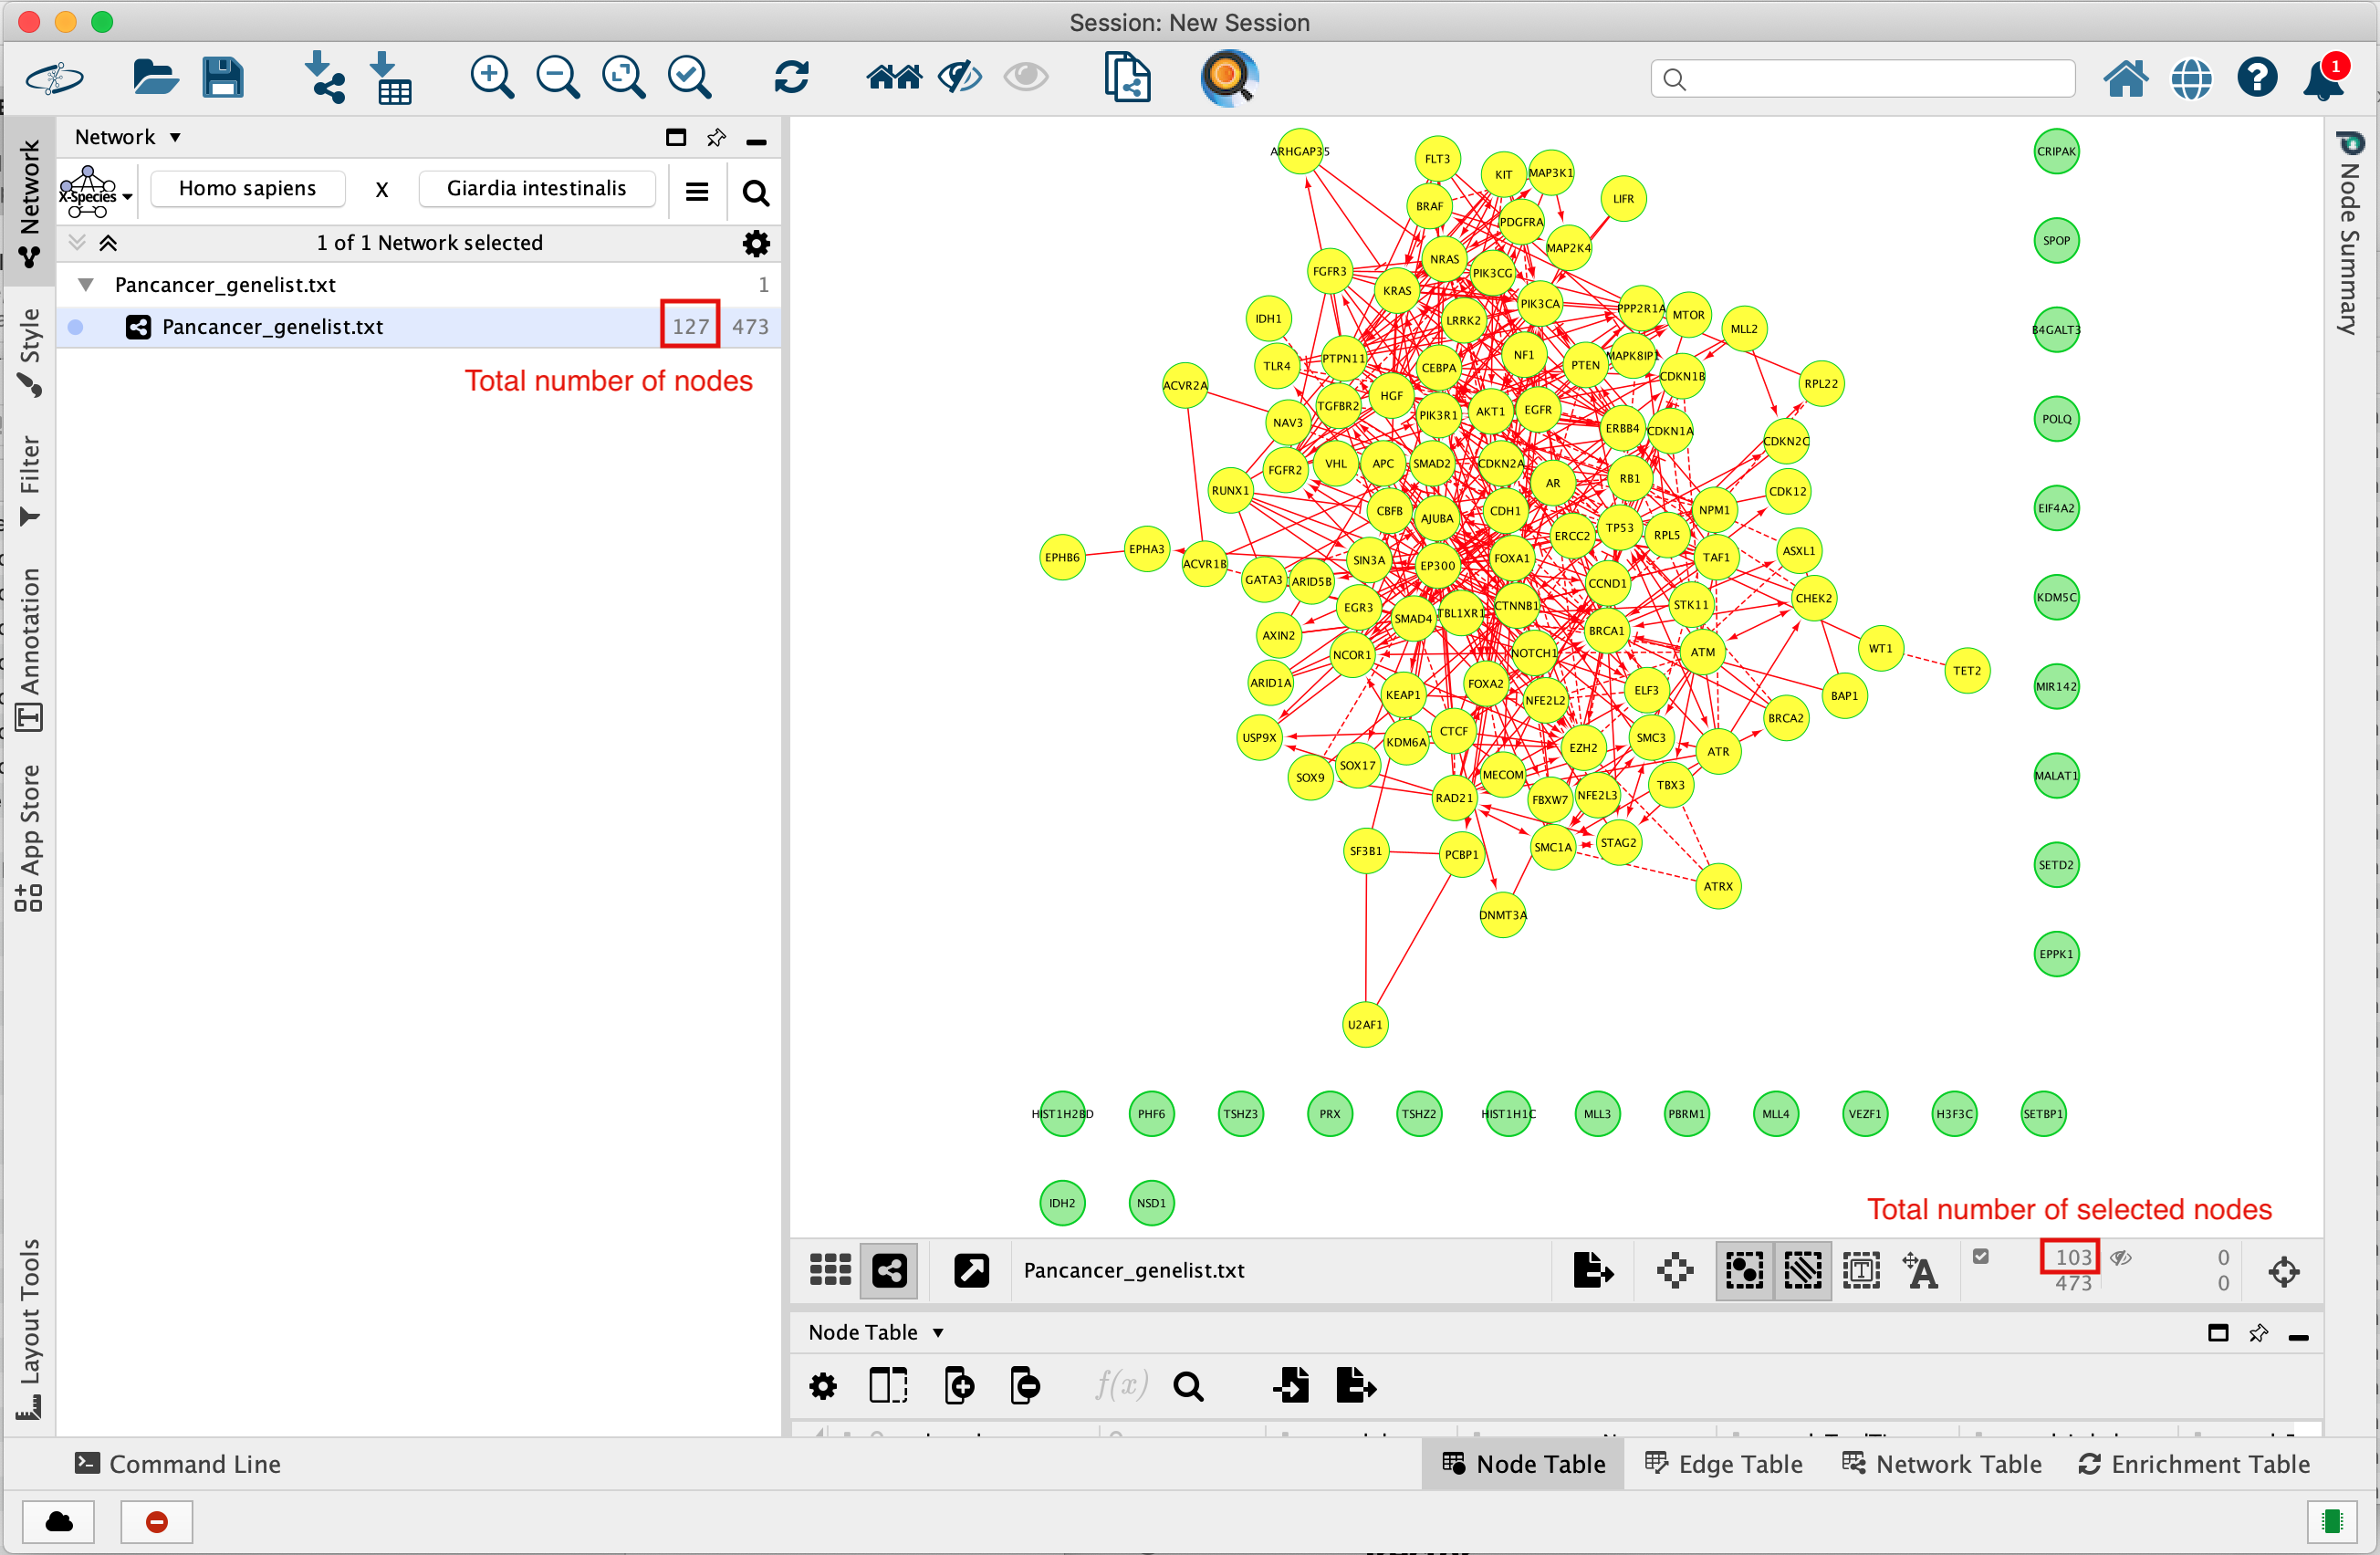 Session: New Session
1
Network
X-Species
Homo sapiens
X
Giardia intestinalis
1 of 1 Network selected
Pancancer_genelist.txt 1
Pancancer_genelist.txt 127 473
Total number of nodes
Network
Style
Filter
Annotation
App Store
Layout Tools
Node Summary
ARHGAP35
FLT3
KIT
MAP3K1
LIFR
BRAF
PDGFRA
MAP2K4
NRAS
PIK3CG
FGFR3
KRAS
PIK3CA
PPP2R1A
MTOR
IDH1
LRRK2
MLL2
TLR4
PTPN11
CEBPA
NF1
PTEN
MAPK8IP1
CDKN1B
RPL22
ACVR2A
TGFBR2
HGF
PIK3R1
AKT1
EGFR
NAV3
ERBB4
CDKN1A
CDKN2C
FGFR2
VHL
APC
SMAD2
CDKN2A
AR
RB1
RUNX1
CDK12
CBFB
AJUBA
CDH1
NPM1
ERCC2
TP53
RPL5
EPHB6
EPHA3
ACVR1B
SIN3A
EP300
FOXA1
TAF1
ASXL1
GATA3
ARID5B
CCND1
CHEK2
EGR3
SMAD4
TBL1XR1
CTNNB1
STK11
AXIN2
BRCA1
NCOR1
NOTCH1
ATM
WT1
TET2
ARID1A
KEAP1
FOXA2
NFE2L2
ELF3
BAP1
BRCA2
USP9X
KDM6A
CTCF
EZH2
SMC3
ATR
SOX9
SOX17
MECOM
TBX3
RAD21
FBXW7
NFE2L3
SF3B1
PCBP1
SMC1A
STAG2
ATRX
DNMT3A
U2AF1
CRIPAK
SPOP
B4GALT3
POLQ
EIF4A2
KDM5C
MIR142
MALAT1
SETD2
EPPK1
HIST1H2BD
PHF6
TSHZ3
PRX
TSHZ2
HIST1H1C
MLL3
PBRM1
MLL4
VEZF1
H3F3C
SETBP1
IDH2
NSD1
Total number of selected nodes
Pancancer_genelist.txt
T
A
103 0
473 0
Node Table
f(x)
Command Line
Node Table
Edge Table
Network Table
Enrichment Table